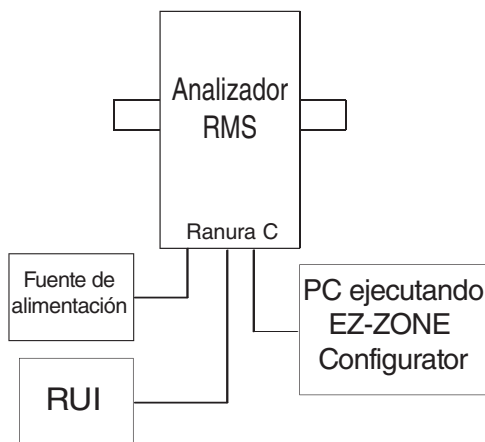 Analizador
RMS
Ranura C
Fuente de
alimentación
PC ejecutando
EZ-ZONE
Configurator
RUI